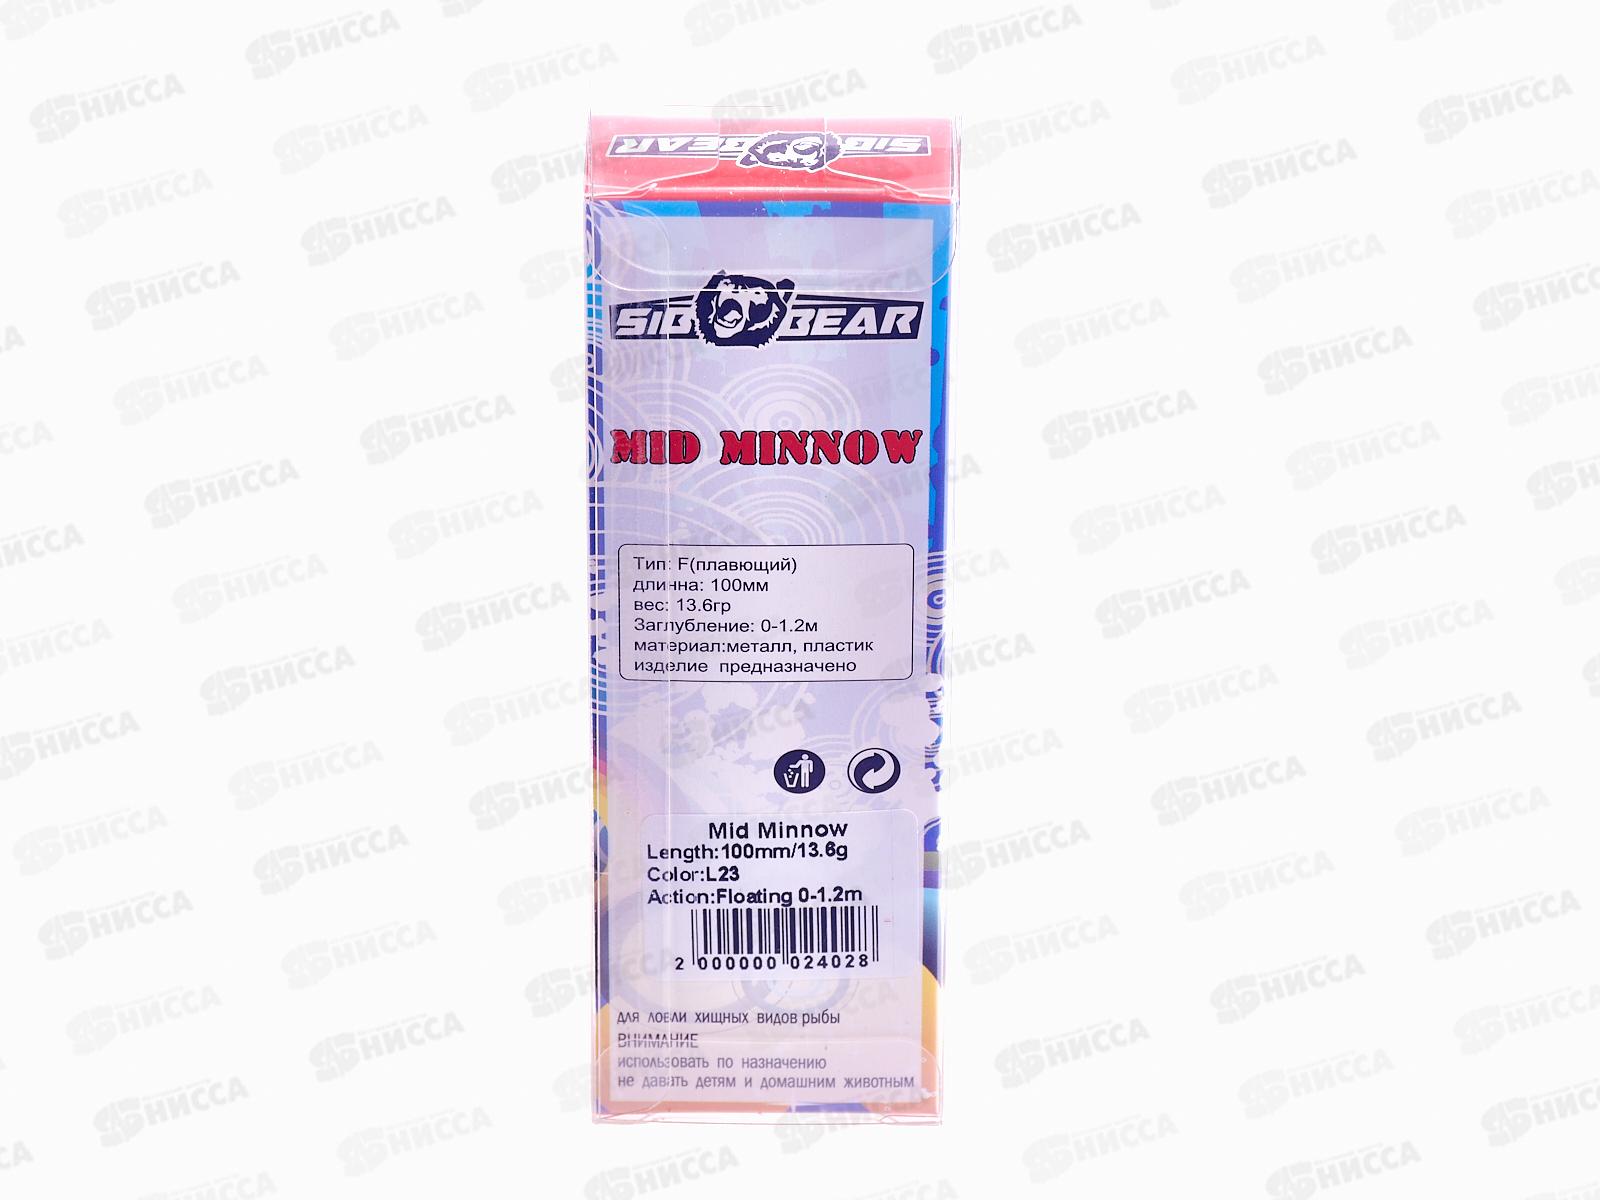 SIB BEAR
SIB BEAR
MID MINNOW
Тип: F(плавющий)
длинна: 100мм
вес: 13.6гр
Заглубление: 0-1.2м
материал:металл, пластик
изделие предназначено
Mid Minnow
Length:100mm/13.6g
Color:L23
Action:Floating 0-1.2m
2 000000 024028
для ловли хищных видов рыбы
ВНИМАНИЕ
использовать по назначению
не давать детям и домашним животным
НИССА